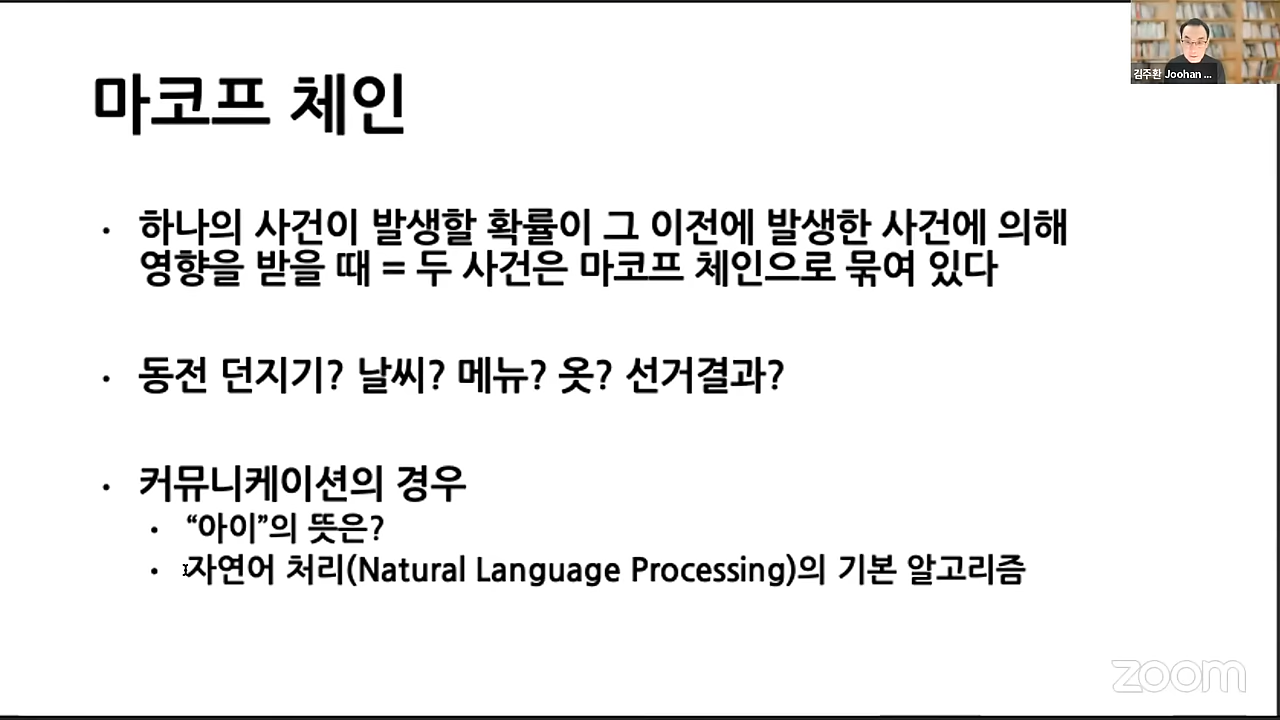 김주환 Joohan ...
마코프 체인
• 하나의 사건이 발생할 확률이 그 이전에 발생한 사건에 의해
영향을 받을 때 = 두 사건은 마코프 체인으로 묶여 있다
• 동전 던지기? 날씨? 메뉴? 옷? 선거결과?
• 커뮤니케이션의 경우
• “아이”의 뜻은?
• 자연어 처리(Natural Language Processing)의 기본 알고리즘
zoom